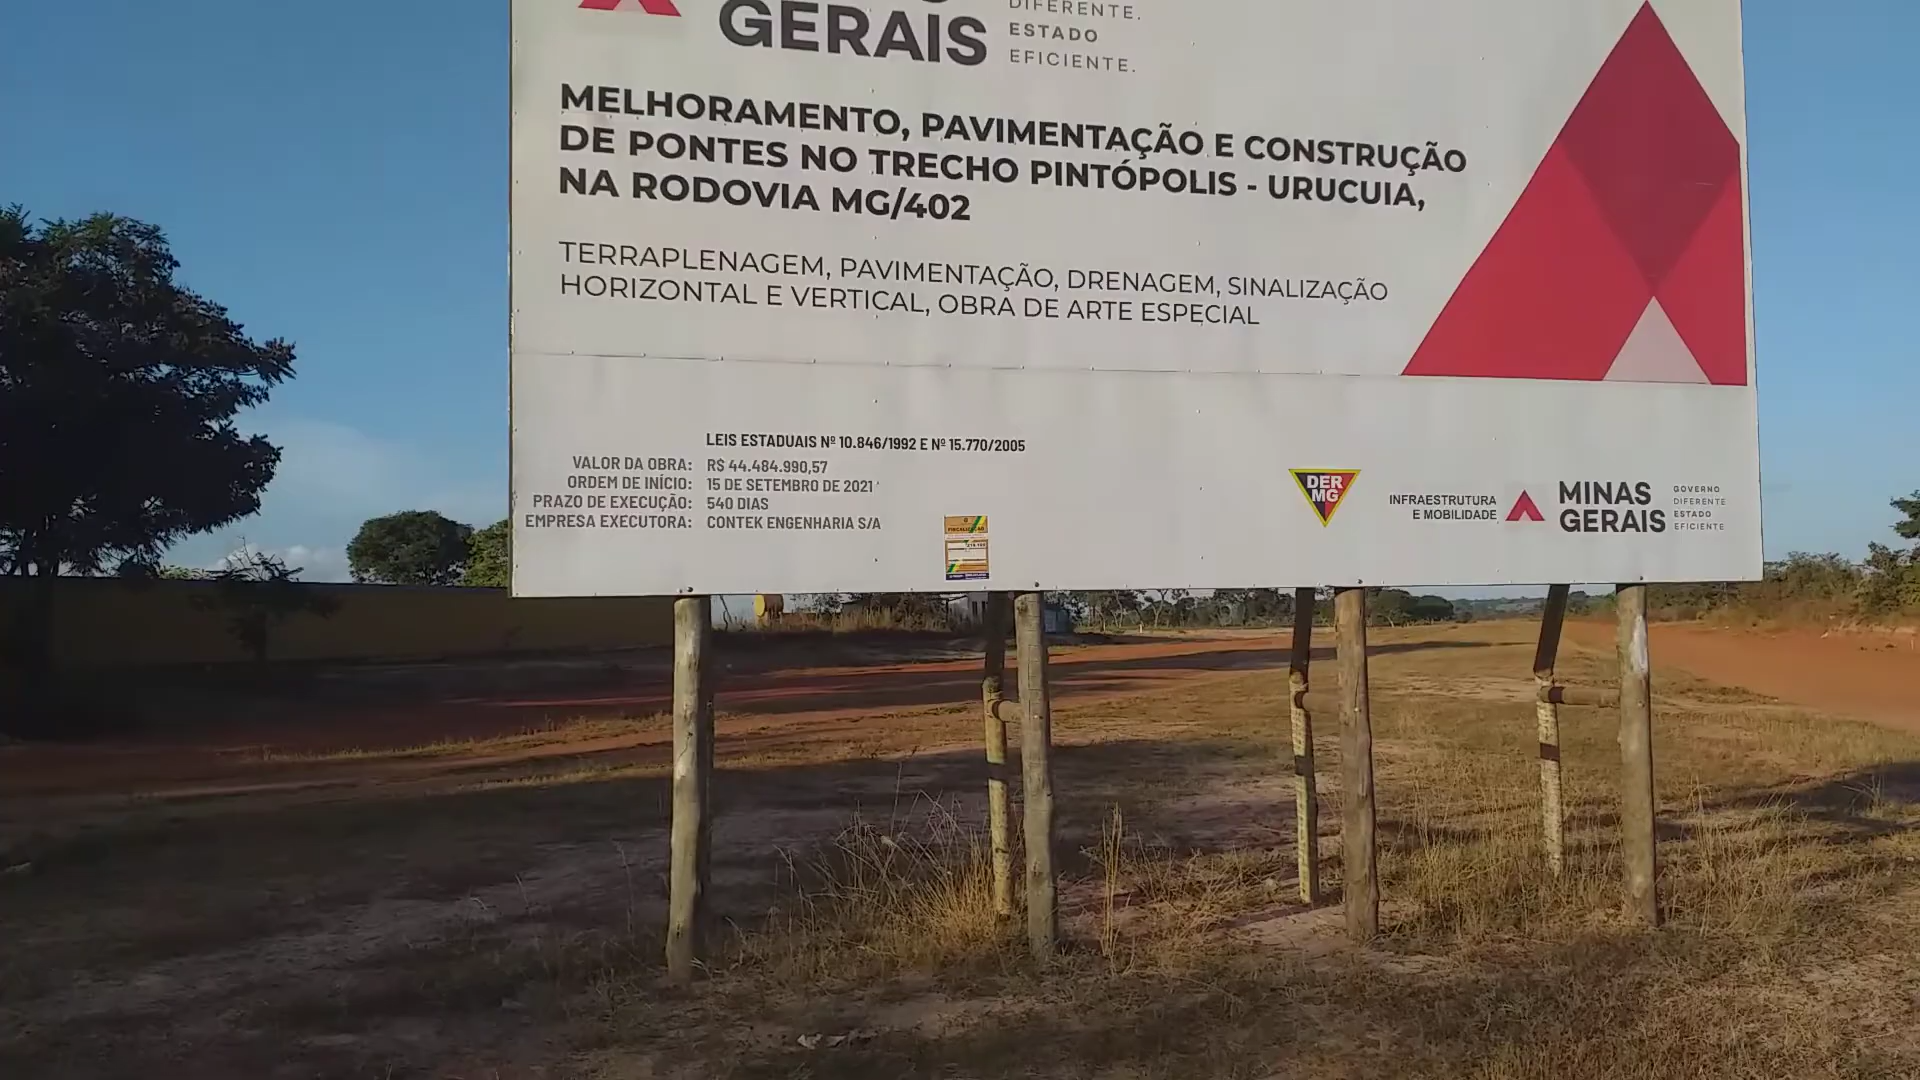 GERAIS
DIFERENTE.
ESTADO
EFICIENTE.
MELHORAMENTO, PAVIMENTAÇÃO E CONSTRUÇÃO
DE PONTES NO TRECHO PINTÓPOLIS - URUCUIA,
NA RODOVIA MG/402
TERRAPLENAGEM, PAVIMENTAÇÃO, DRENAGEM, SINALIZAÇÃO
HORIZONTAL E VERTICAL, OBRA DE ARTE ESPECIAL
LEIS ESTADUAIS Nº 10.846/1992 E Nº 15.770/2005
VALOR DA OBRA: R$ 44.484.990,57
ORDEM DE INÍCIO: 15 DE SETEMBRO DE 2021
PRAZO DE EXECUÇÃO: 540 DIAS
EMPRESA EXECUTORA: CONTEK ENGENHARIA S/A
FISCALIZAÇÃO
DER
MG
INFRAESTRUTURA
E MOBILIDADE
MINAS
GERAIS
GOVERNO
DIFERENTE
ESTADO
EFICIENTE